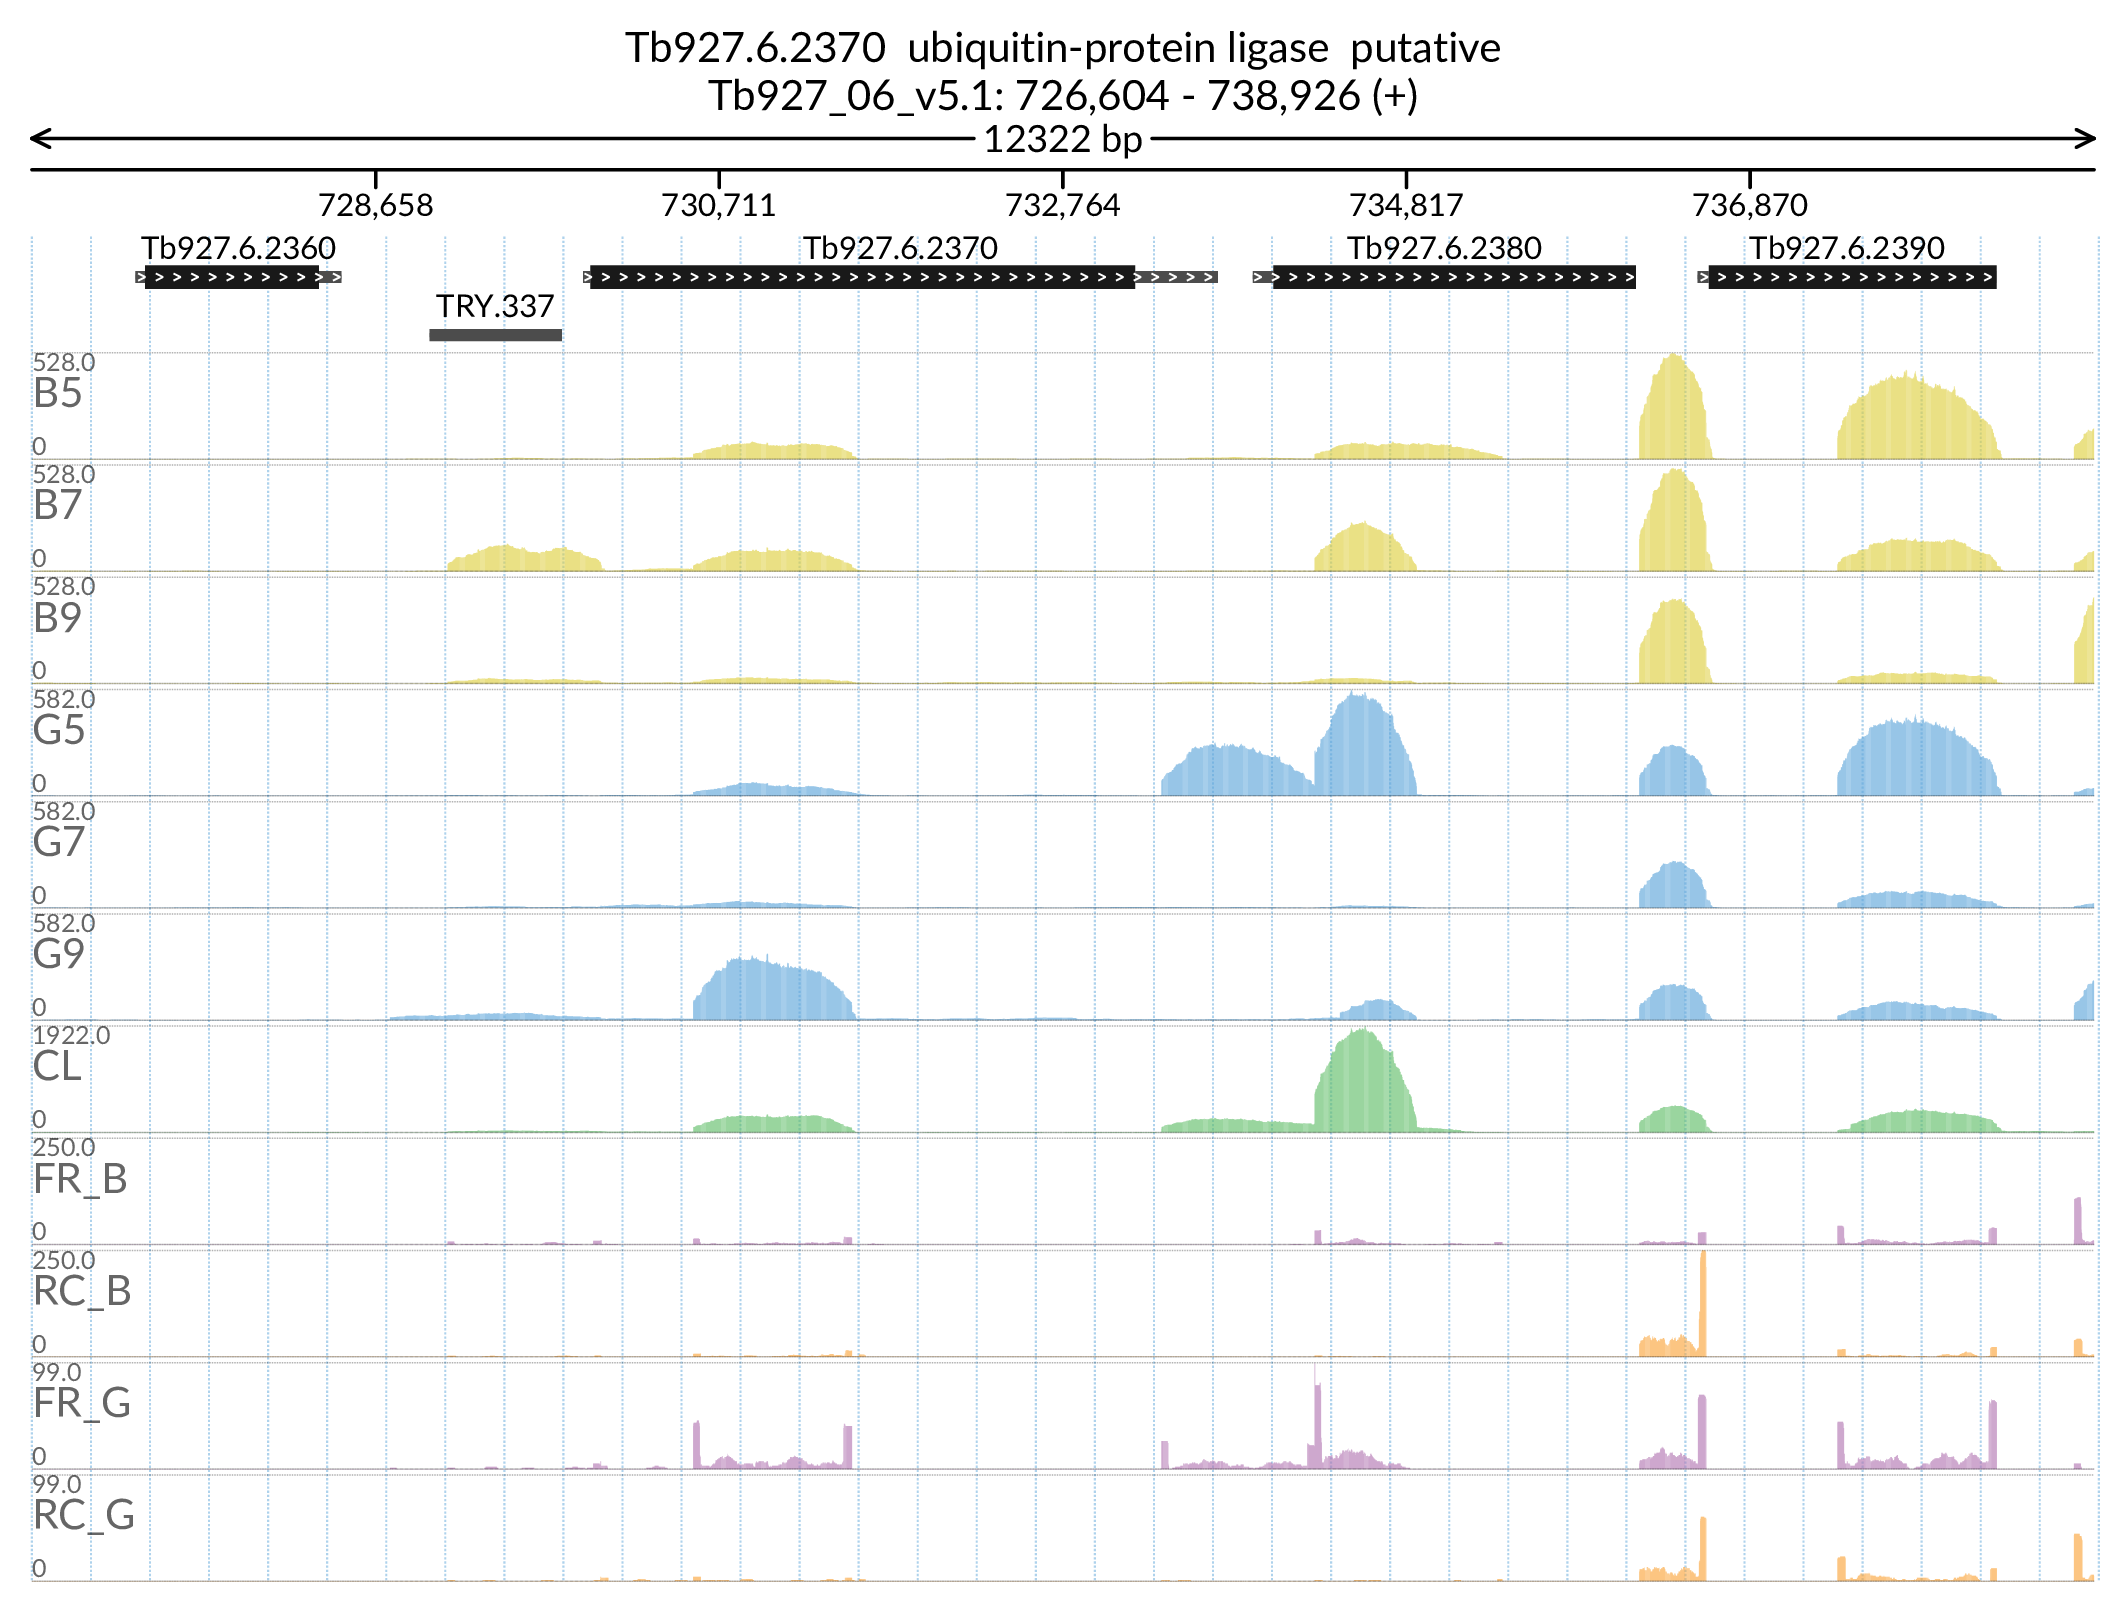 Tb927.6.2370 ubiquitin-protein ligase putative
Tb927_06_v5.1: 726,604 - 738,926 (+)
12322 bp
728,658 730,711 732,764 734,817 736,870
Tb927.6.2360 Tb927.6.2370 Tb927.6.2380 Tb927.6.2390
TRY.337
528.0
B5
0
528.0
B7
0
528.0
B9
0
582.0
G5
0
582.0
G7
0
582.0
G9
0
1922.0
CL
0
250.0
FR_B
0
250.0
RC_B
0
99.0
FR_G
0
99.0
RC_G
0